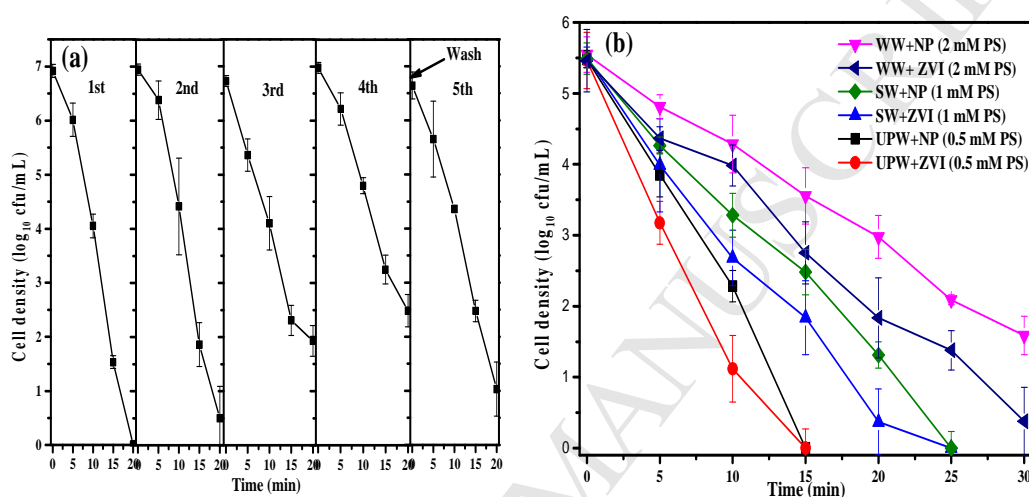 (a)
Wash
1st
2nd
3rd
4th
5th
7
6
5
4
3
2
1
0
Cell density (log10 cfu/mL)
0 5 10 15 20 0 5 10 15 20 0 5 10 15 20 0 5 10 15 20 0 5 10 15 20
Time (min)
(b)
WW+NP (2 mM PS)
WW+ ZVI (2 mM PS)
SW+NP (1 mM PS)
SW+ZVI (1 mM PS)
UPW+NP (0.5 mM PS)
UPW+ZVI (0.5 mM PS)
6
5
4
3
2
1
0
Cell density (log10 cfu/mL)
0 5 10 15 20 25 30
Time (min)
MANUSCRI